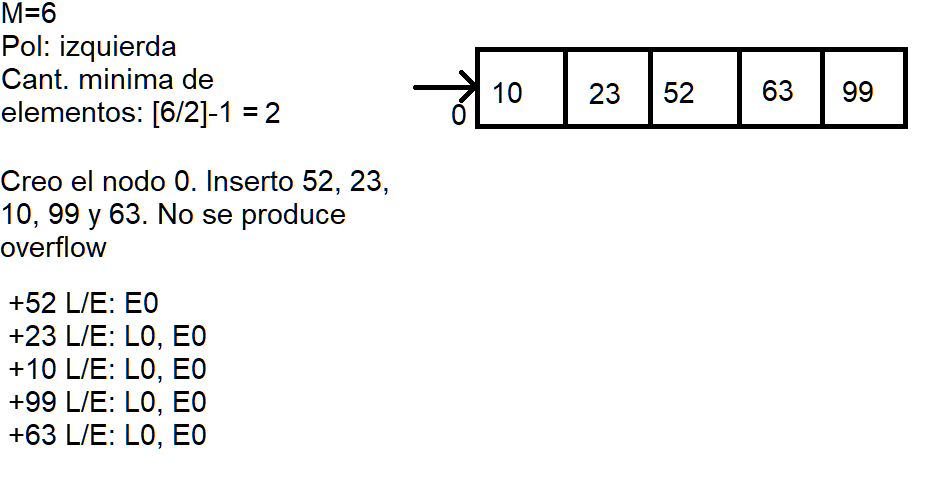 M=6
Pol: izquierda
Cant. minima de
elementos: [6/2]-1 = 2
0
10 23 52 63 99
Creo el nodo 0. Inserto 52, 23,
10, 99 y 63. No se produce
overflow
+52 L/E: E0
+23 L/E: L0, E0
+10 L/E: L0, E0
+99 L/E: L0, E0
+63 L/E: L0, E0